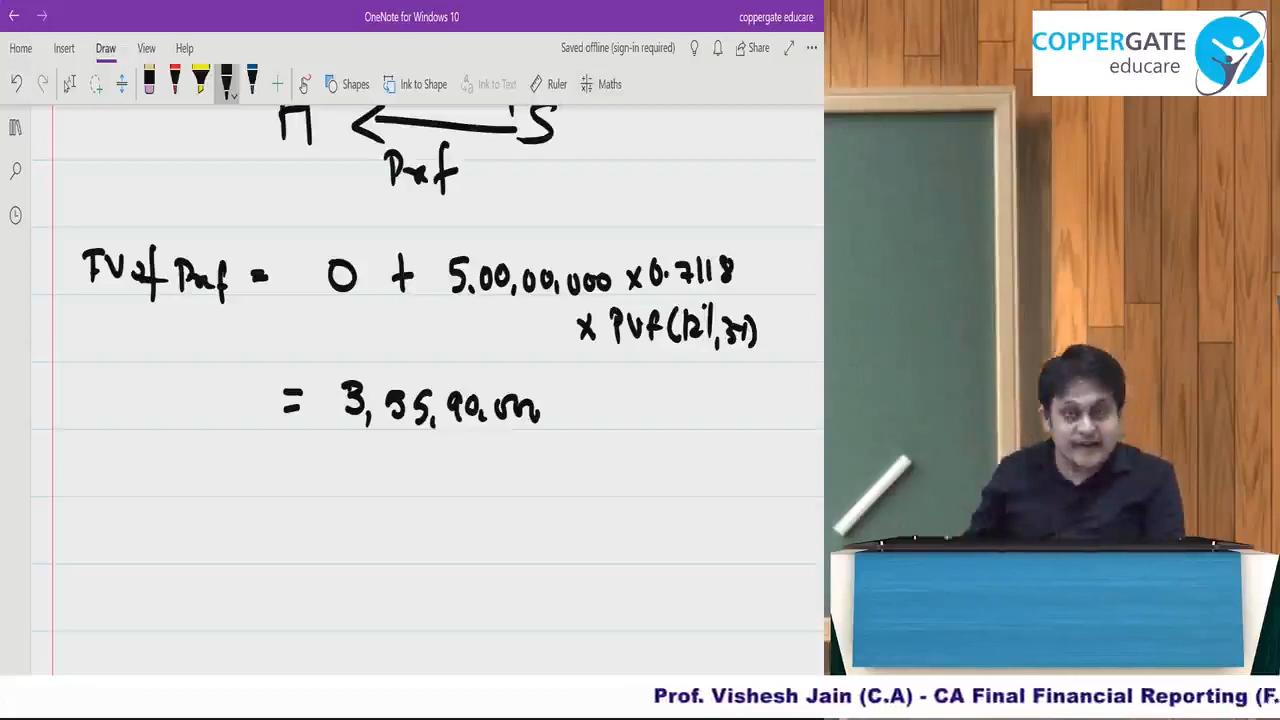 OneNote for Windows 10
coppergate educare
Home Insert Draw View Help
Saved offline (sign-in required) Share
Shapes Ink to Shape Ink to Text Ruler Maths
COPPERGATE
educare
H S
Pref
FV of Pref = 0 + 5,00,00,000 x 0.7118
x PVF (12%, 3Y)
= 3,55,90,000
Prof. Vishesh Jain (C.A) - CA Final Financial Reporting (F.